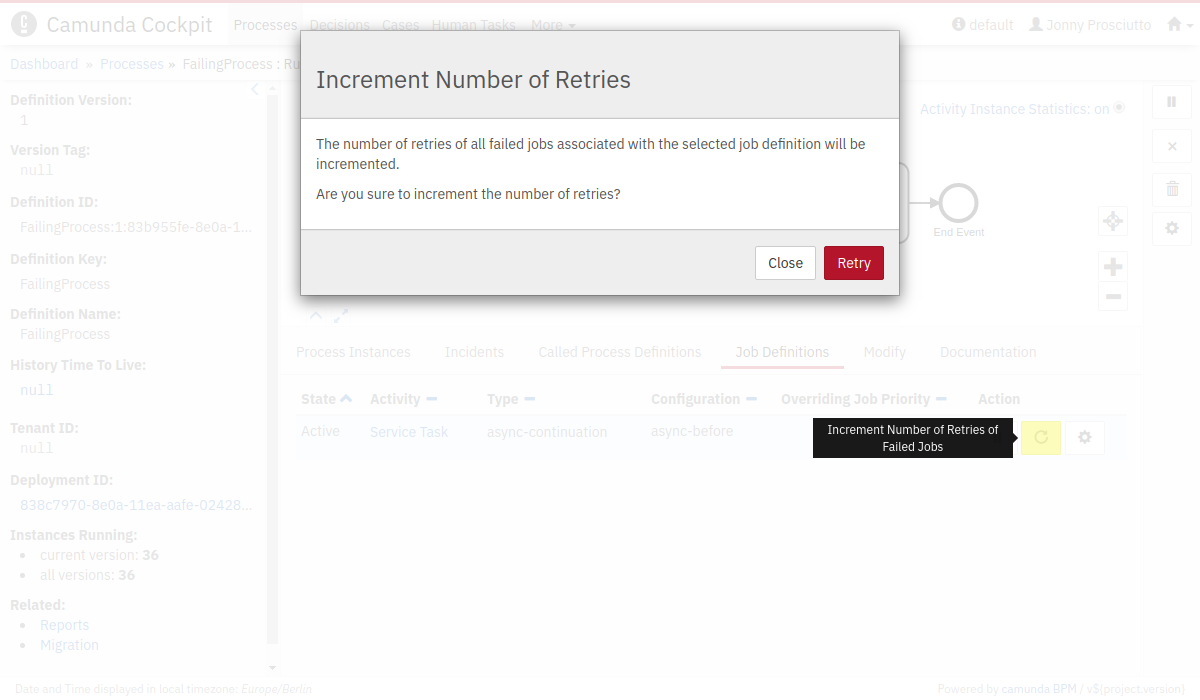 Camunda Cockpit
Processes Decisions Cases Human Tasks More
default Jonny Prosciutto
Dashboard » Processes » FailingProcess : Ru
Increment Number of Retries
The number of retries of all failed jobs associated with the selected job definition will be
incremented.
Are you sure to increment the number of retries?
Close Retry
Definition Version:
1
Version Tag:
null
Definition ID:
FailingProcess:1:83b955fe-8e0a-1...
Definition Key:
FailingProcess
Definition Name:
FailingProcess
History Time To Live:
null
Tenant ID:
null
Deployment ID:
838c7970-8e0a-11ea-aafe-02428...
Instances Running:
current version: 36
all versions: 36
Related:
Reports
Migration
Activity Instance Statistics: on
End Event
Process Instances Incidents Called Process Definitions Job Definitions Modify Documentation
State Activity Type Configuration Overriding Job Priority Action
Active Service Task async-continuation async-before
Increment Number of Retries of
Failed Jobs
Date and Time displayed in local timezone: Europe/Berlin
Powered by camunda BPM / v${project.version}